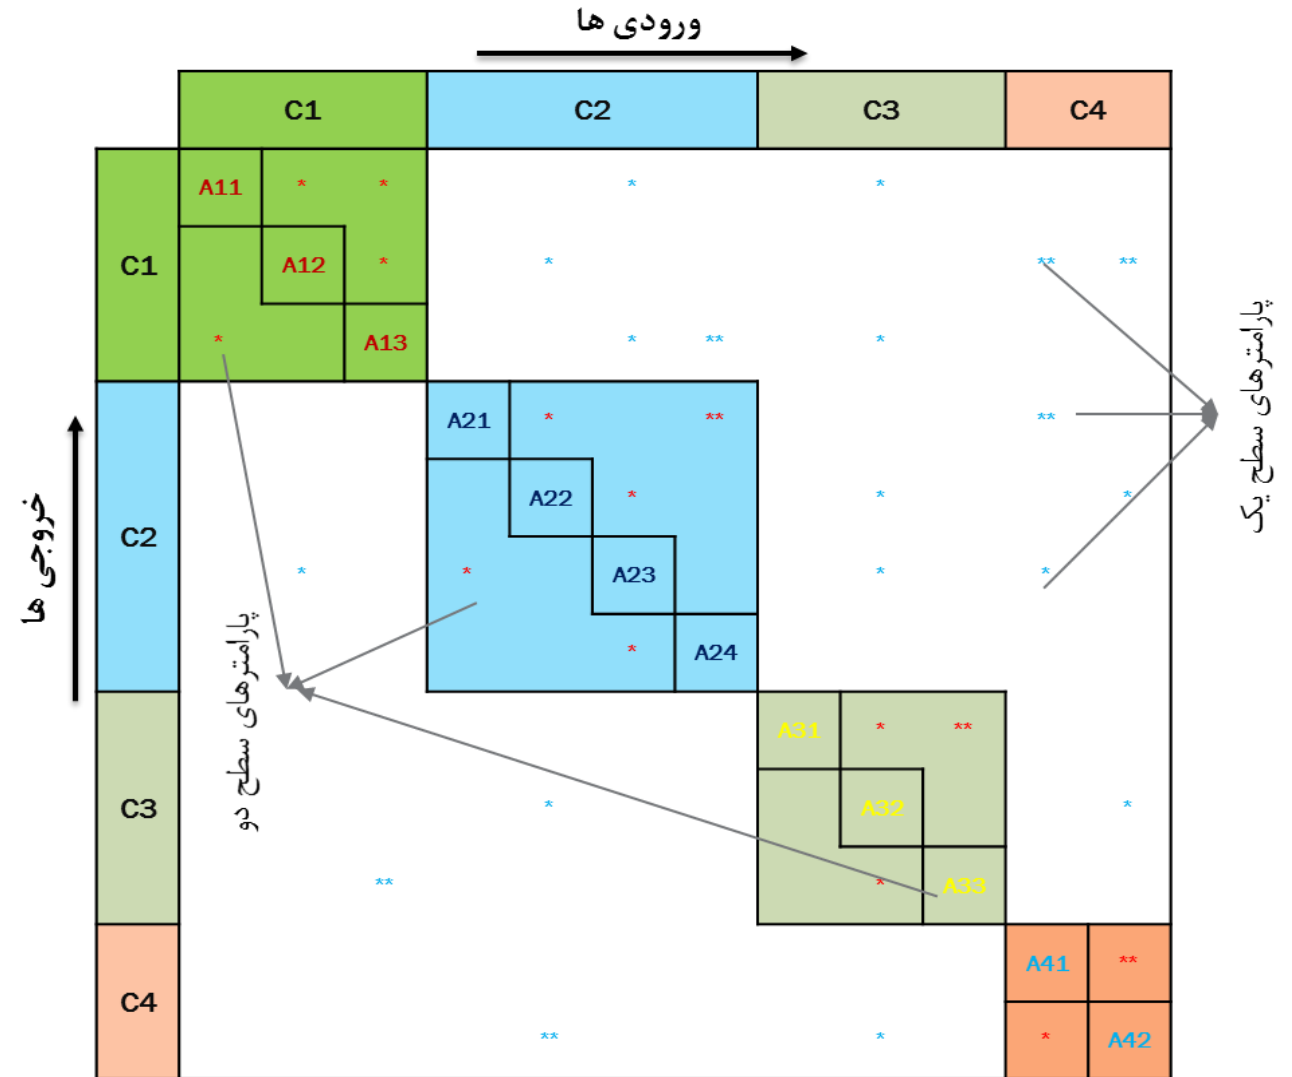 ورودی ها
C1 C2 C3 C4
C1
A11 * * * *
A12 * * ** **
* A13 * ** *
C2
A21 * ** **
A22 * * *
* * A23 * *
* A24
C3
A31 * **
* A32 *
** * A33
C4
A41 **
** * * A42
خروجی ها
پارامترهای سطح یک
پارامترهای سطح دو